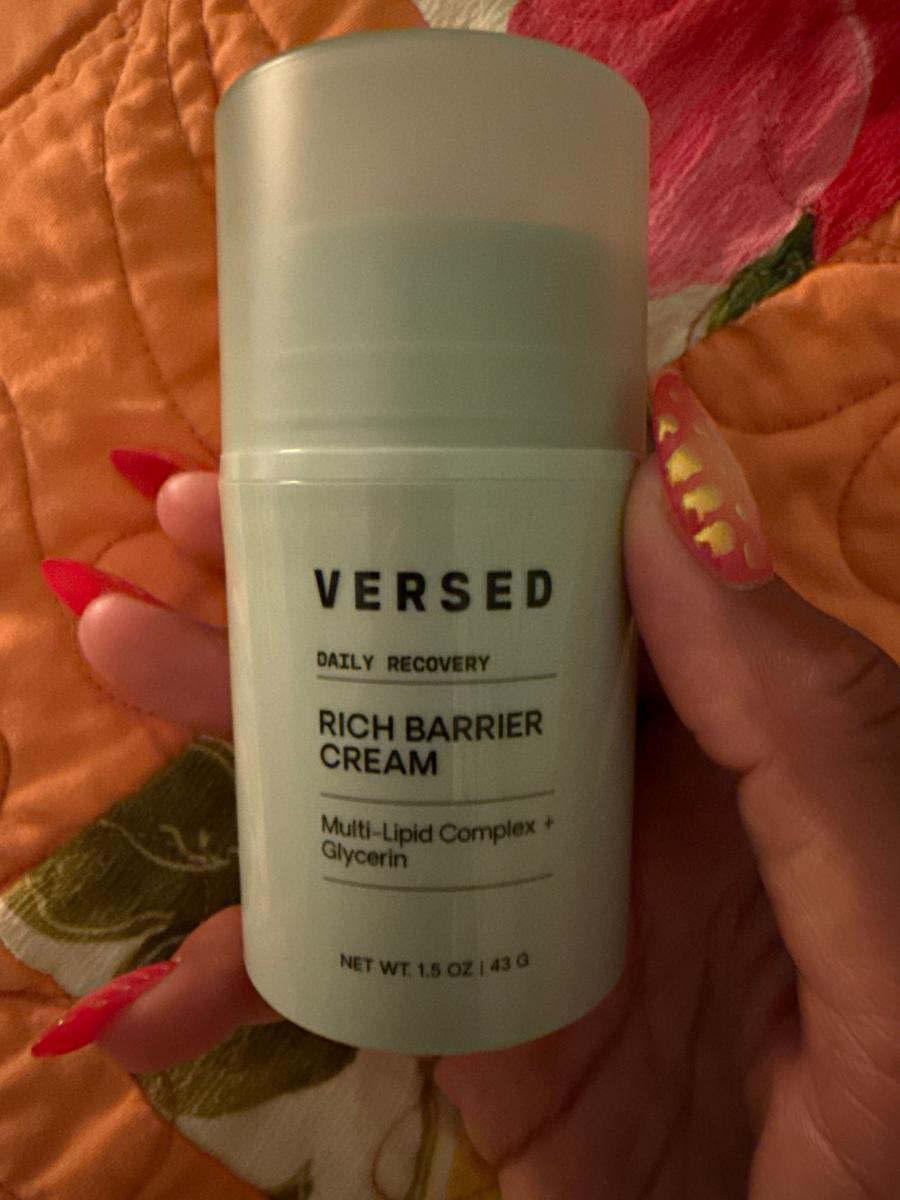 VERSED
DAILY RECOVERY
RICH BARRIER
CREAM
Multi-Lipid Complex +
Glycerin
NET WT. 1.5 OZ | 43 G